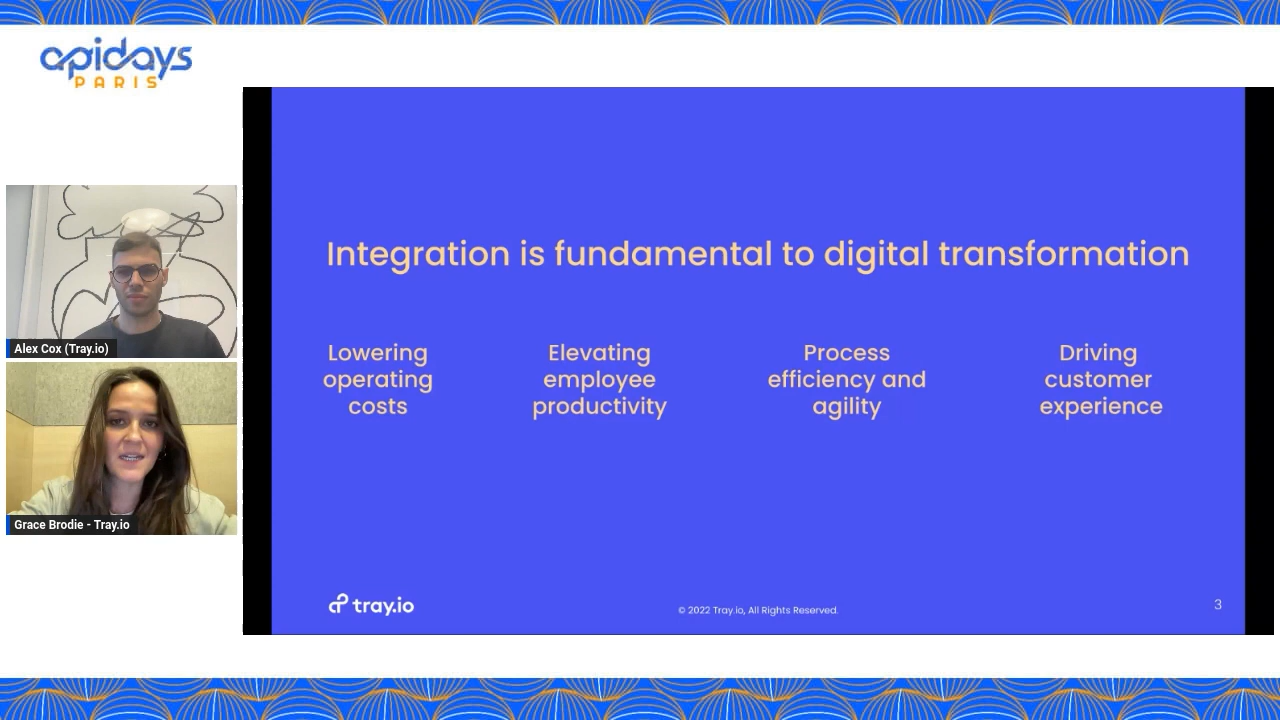 apidays
PARIS
Alex Cox (Tray.io)
Grace Brodie - Tray.io
Integration is fundamental to digital transformation
Lowering
operating
costs
Elevating
employee
productivity
Process
efficiency and
agility
Driving
customer
experience
tray.io
© 2022 Tray.io, All Rights Reserved.
3